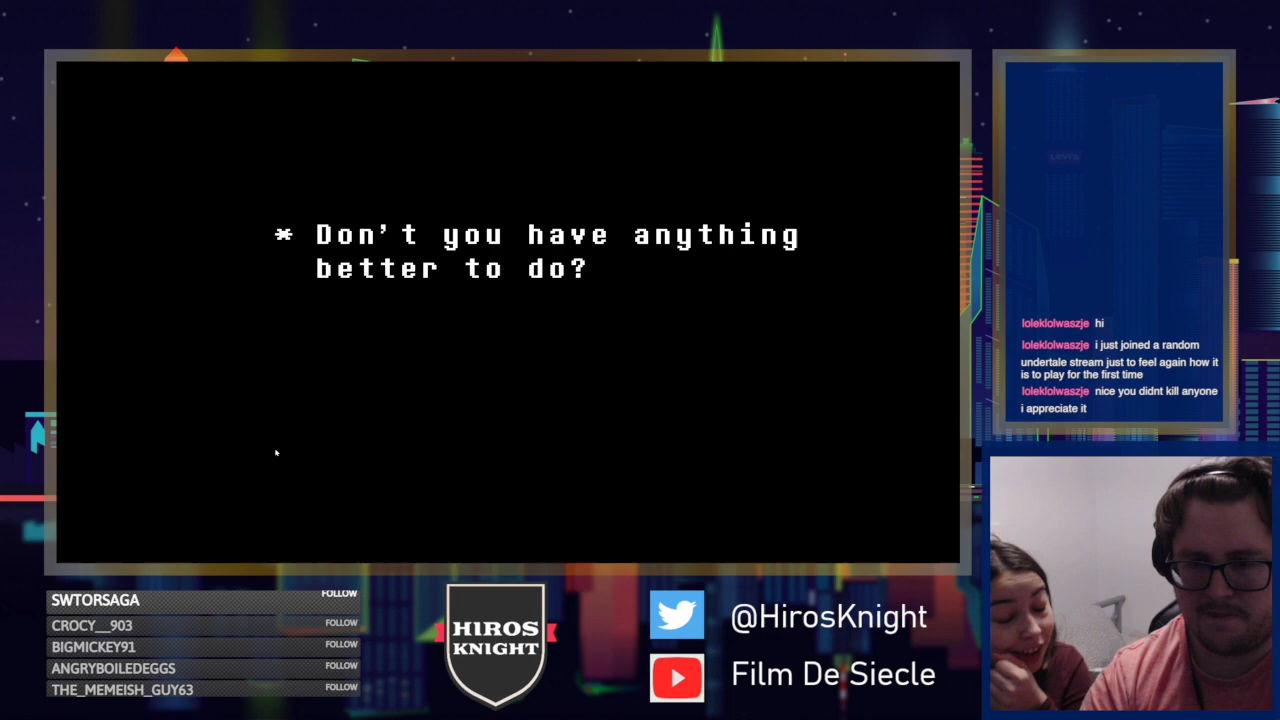 * Don't you have anything
better to do?
loleklolwaszje hi
loleklolwaszje i just joined a random
undertale stream just to feel again how it
is to play for the first time
loleklolwaszje nice you didnt kill anyone
i appreciate it
SWTORSAGA FOLLOW
CROCY__903 FOLLOW
BIGMICKEY91 FOLLOW
ANGRYBOILEDEGGS FOLLOW
THE_MEMEISH_GUY63 FOLLOW
HIROS
KNIGHT
@HirosKnight
Film De Siecle